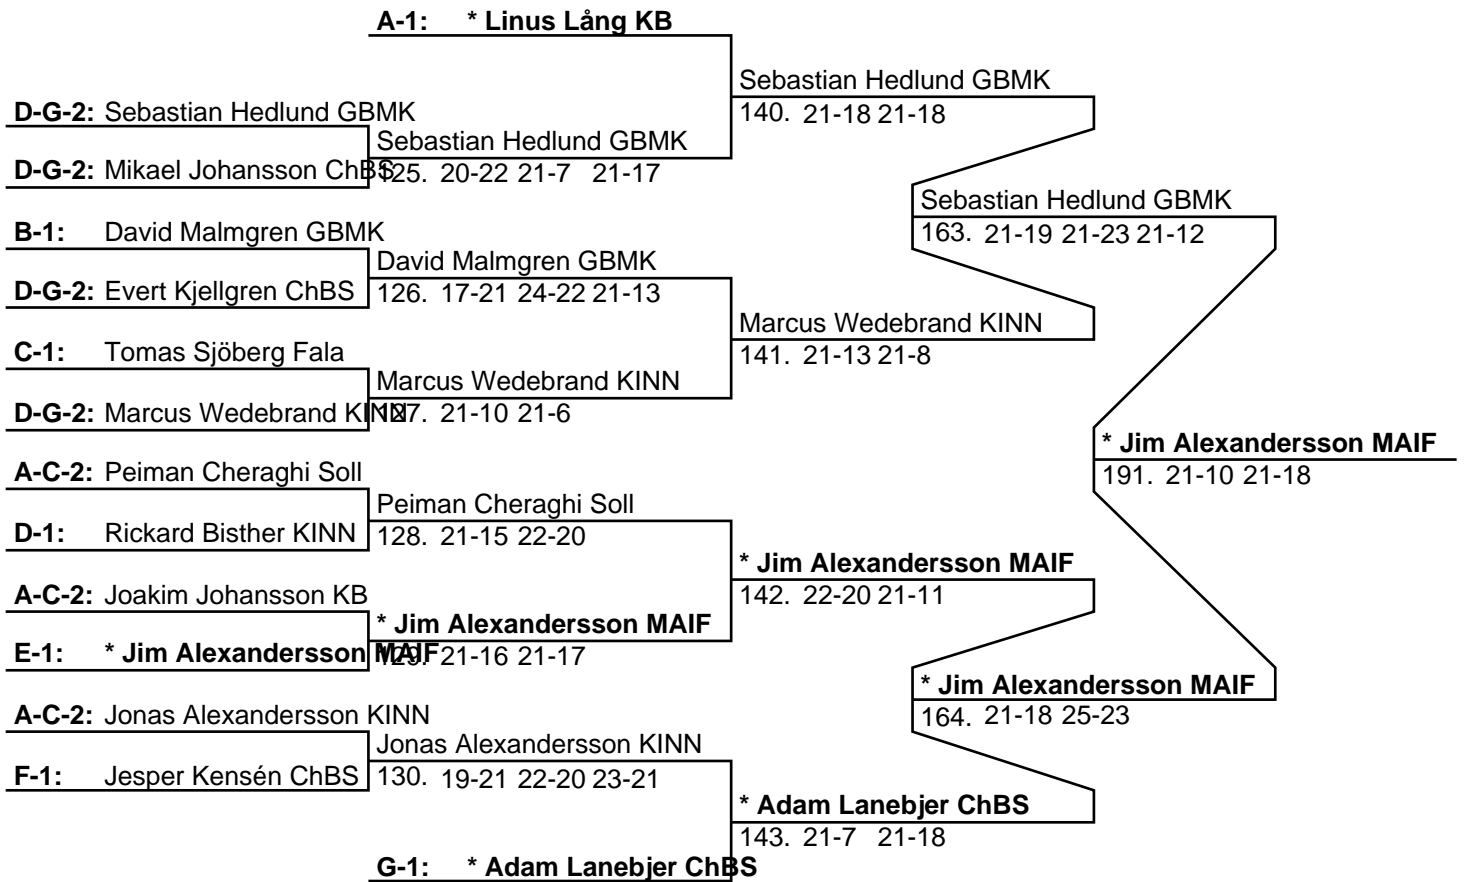 A-1: * Linus Lång KB
Sebastian Hedlund GBMK
D-G-2: Sebastian Hedlund GBMK
140. 21-18 21-18
Sebastian Hedlund GBMK
D-G-2: Mikael Johansson ChBS
125. 20-22 21-7 21-17
Sebastian Hedlund GBMK
B-1: David Malmgren GBMK
163. 21-19 21-23 21-12
David Malmgren GBMK
D-G-2: Evert Kjellgren ChBS
126. 17-21 24-22 21-13
Marcus Wedebrand KINN
C-1: Tomas Sjöberg Fala
141. 21-13 21-8
Marcus Wedebrand KINN
D-G-2: Marcus Wedebrand KINN
127. 21-10 21-6
* Jim Alexandersson MAIF
A-C-2: Peiman Cheraghi Soll
191. 21-10 21-18
Peiman Cheraghi Soll
D-1: Rickard Bisther KINN
128. 21-15 22-20
* Jim Alexandersson MAIF
A-C-2: Joakim Johansson KB
142. 22-20 21-11
* Jim Alexandersson MAIF
E-1: * Jim Alexandersson MAIF
129. 21-16 21-17
* Jim Alexandersson MAIF
A-C-2: Jonas Alexandersson KINN
164. 21-18 25-23
Jonas Alexandersson KINN
F-1: Jesper Kensén ChBS
130. 19-21 22-20 23-21
* Adam Lanebjer ChBS
143. 21-7 21-18
G-1: * Adam Lanebjer ChBS